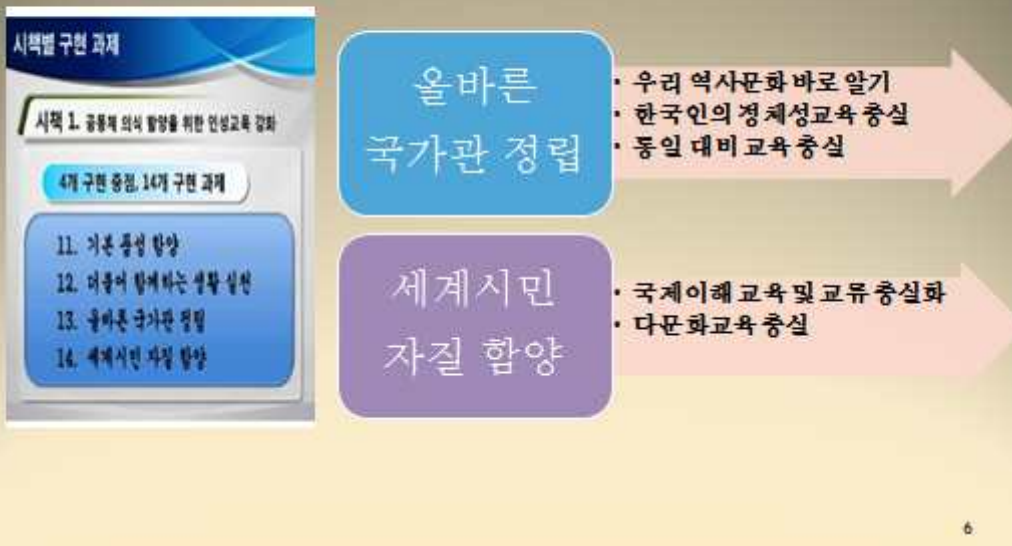 시책별 구현 과제
시책 1. 공동체 의식 함양을 위한 인성교육 강화
4개 구현 중점, 14개 구현 과제
11. 기본 품성 함양
12. 더불어 함께하는 생활 실천
13. 올바른 국가관 정립
14. 세계시민 자질 함양
올바른
국가관 정립
• 우리 역사문화 바로 알기
• 한국인의 정체성교육 충실
• 통일 대비 교육 충실
세계시민
자질 함양
• 국제이해 교육 및 교류 충실화
• 다문화교육 충실
6